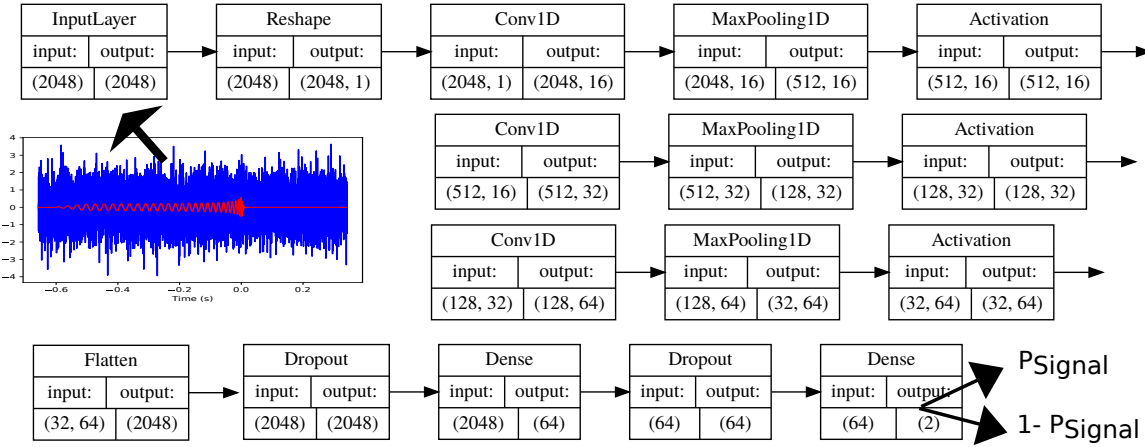 InputLayer
input: output:
(2048) (2048)
Reshape
input: output:
(2048) (2048, 1)
Conv1D
input: output:
(2048, 1) (2048, 16)
MaxPooling1D
input: output:
(2048, 16) (512, 16)
Activation
input: output:
(512, 16) (512, 16)
Conv1D
input: output:
(512, 16) (512, 32)
MaxPooling1D
input: output:
(512, 32) (128, 32)
Activation
input: output:
(128, 32) (128, 32)
4
3
2
1
0
−1
−2
−3
−4
−0.6 −0.4 −0.2 0.0 0.2
Time (s)
Conv1D
input: output:
(128, 32) (128, 64)
MaxPooling1D
input: output:
(128, 64) (32, 64)
Activation
input: output:
(32, 64) (32, 64)
Flatten
input: output:
(32, 64) (2048)
Dropout
input: output:
(2048) (2048)
Dense
input: output:
(2048) (64)
Dropout
input: output:
(64) (64)
Dense
input: output:
(64) (2)
PSignal
1- PSignal